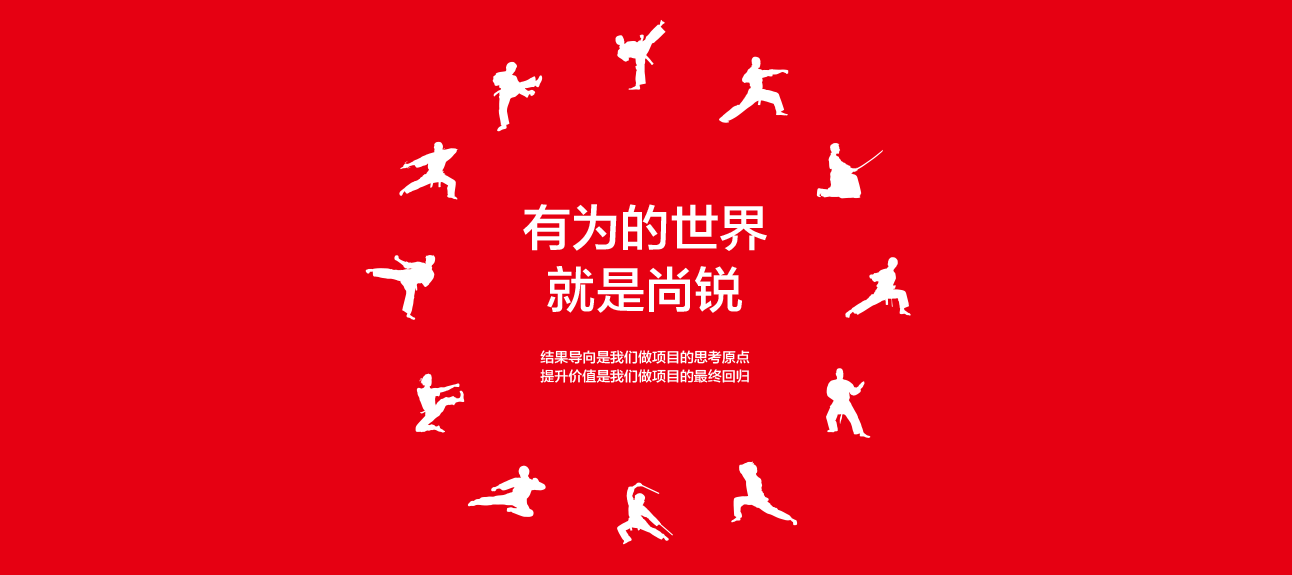 有为的世界
就是尚锐
结果导向是我们做项目的思考原点
提升价值是我们做项目的最终回归